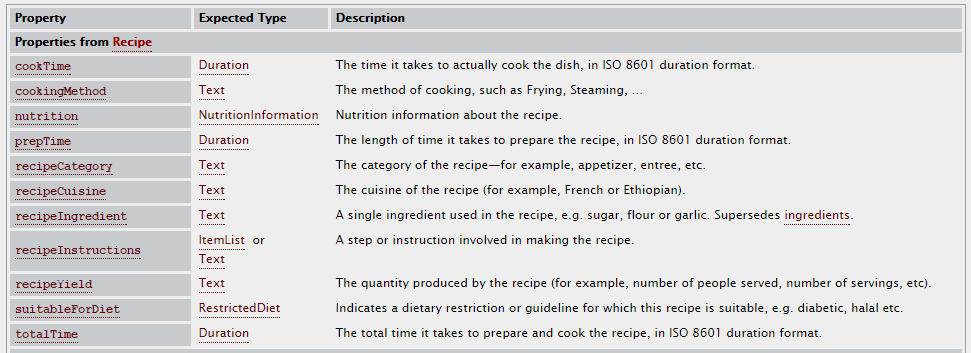 Property Expected Type Description
Properties from Recipe
cookTime Duration The time it takes to actually cook the dish, in ISO 8601 duration format.
cookingMethod Text The method of cooking, such as Frying, Steaming, ...
nutrition NutritionInformation Nutrition information about the recipe.
prepTime Duration The length of time it takes to prepare the recipe, in ISO 8601 duration format.
recipeCategory Text The category of the recipe—for example, appetizer, entree, etc.
recipeCuisine Text The cuisine of the recipe (for example, French or Ethiopian).
recipeIngredient Text A single ingredient used in the recipe, e.g. sugar, flour or garlic. Supersedes ingredients.
recipeInstructions ItemList or A step or instruction involved in making the recipe.
Text
recipeYield Text The quantity produced by the recipe (for example, number of people served, number of servings, etc).
suitableForDiet RestrictedDiet Indicates a dietary restriction or guideline for which this recipe is suitable, e.g. diabetic, halal etc.
totalTime Duration The total time it takes to prepare and cook the recipe, in ISO 8601 duration format.